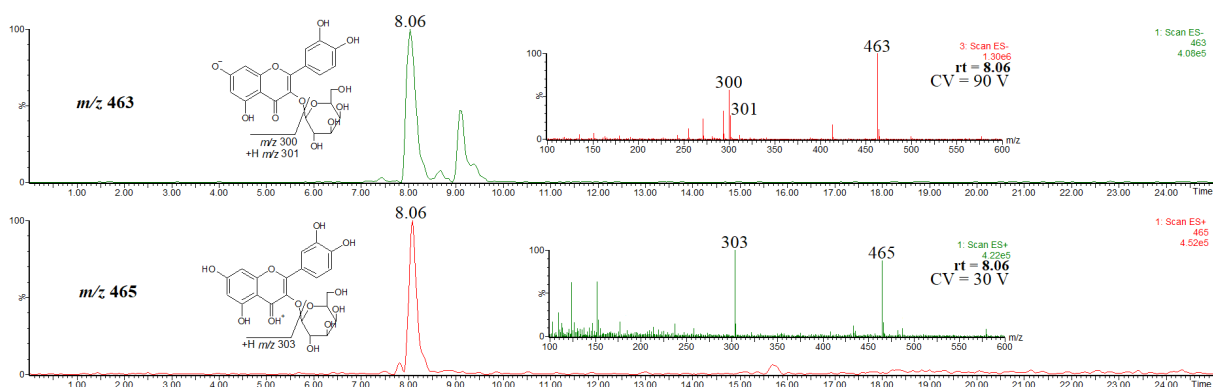 100
%
0
m/z 463
8.06
OH
OH
O⁻
O
OH
O
O
OH
OH
OH
OH
O
m/z 300
+H m/z 301
100
%
0
463
300
301
3: Scan ES-
1.30e6
rt = 8.06
CV = 90 V
100 150 200 250 300 350 400 450 500 550 600
m/z
1: Scan ES-
463
4.08e5
1.00 2.00 3.00 4.00 5.00 6.00 7.00 8.00 9.00 10.00 11.00 12.00 13.00 14.00 15.00 16.00 17.00 18.00 19.00 20.00 21.00 22.00 23.00 24.00
Time
100
%
0
m/z 465
8.06
OH
OH
HO
O
OH
OH⁺
O
OH
OH
OH
OH
O
+H m/z 303
100
%
0
303
465
1: Scan ES+
4.22e5
rt = 8.06
CV = 30 V
100 150 200 250 300 350 400 450 500 550 600
m/z
1: Scan ES+
465
4.52e5
1.00 2.00 3.00 4.00 5.00 6.00 7.00 8.00 9.00 10.00 11.00 12.00 13.00 14.00 15.00 16.00 17.00 18.00 19.00 20.00 21.00 22.00 23.00 24.00
Time